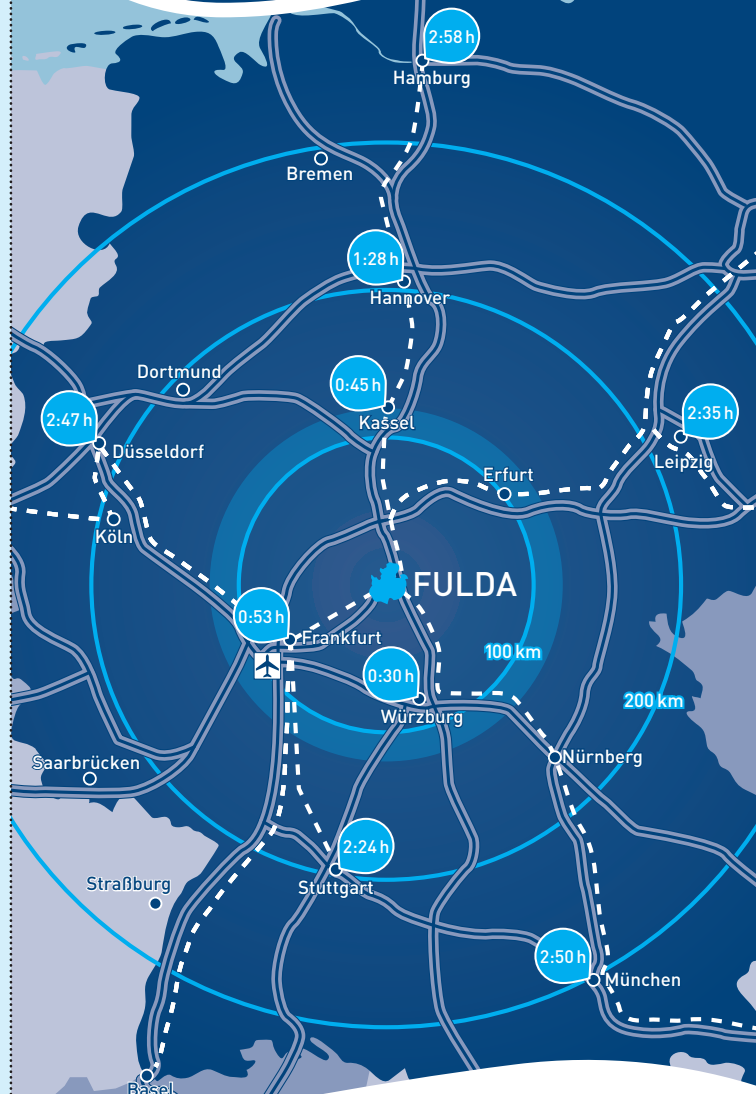 2:58 h
Hamburg
Bremen
1:28 h
Hannover
Dortmund
0:45 h
Kassel
2:47 h
Düsseldorf
2:35 h
Leipzig
Erfurt
Köln
FULDA
0:53 h
Frankfurt
100 km
0:30 h
Würzburg
200 km
Saarbrücken
Nürnberg
2:24 h
Stuttgart
Straßburg
2:50 h
München
Basel